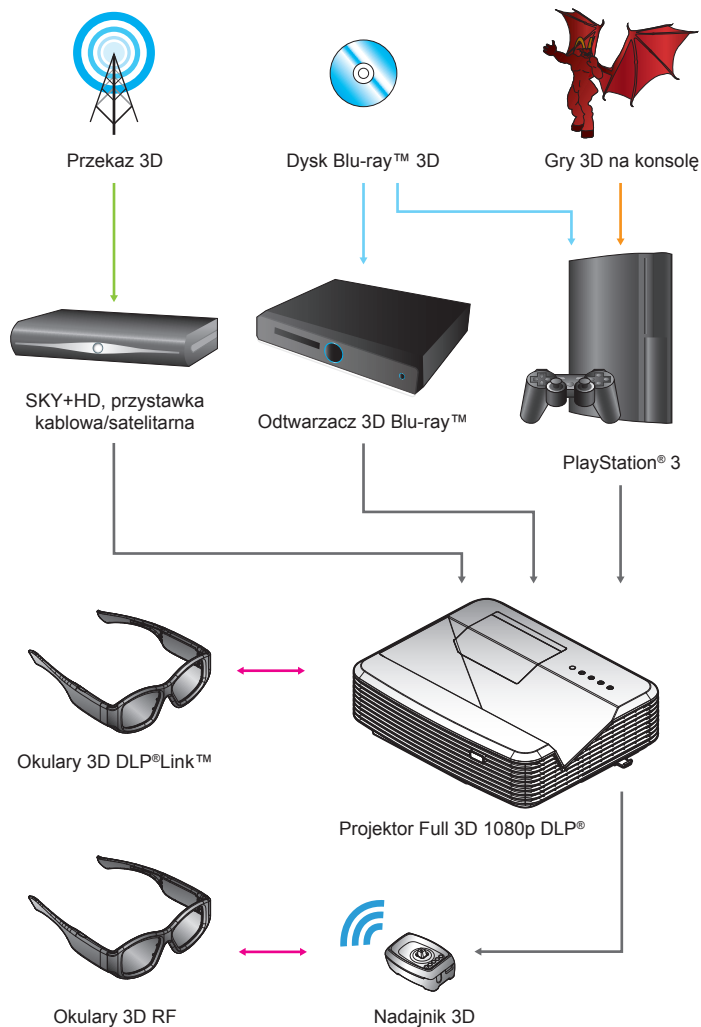 Przekaz 3D
Dysk Blu-ray™ 3D
Gry 3D na konsolę
SKY+HD, przystawka
kablowa/satelitarna
Odtwarzacz 3D Blu-ray™
PlayStation® 3
Okulary 3D DLP®Link™
Projektor Full 3D 1080p DLP®
Okulary 3D RF
Nadajnik 3D